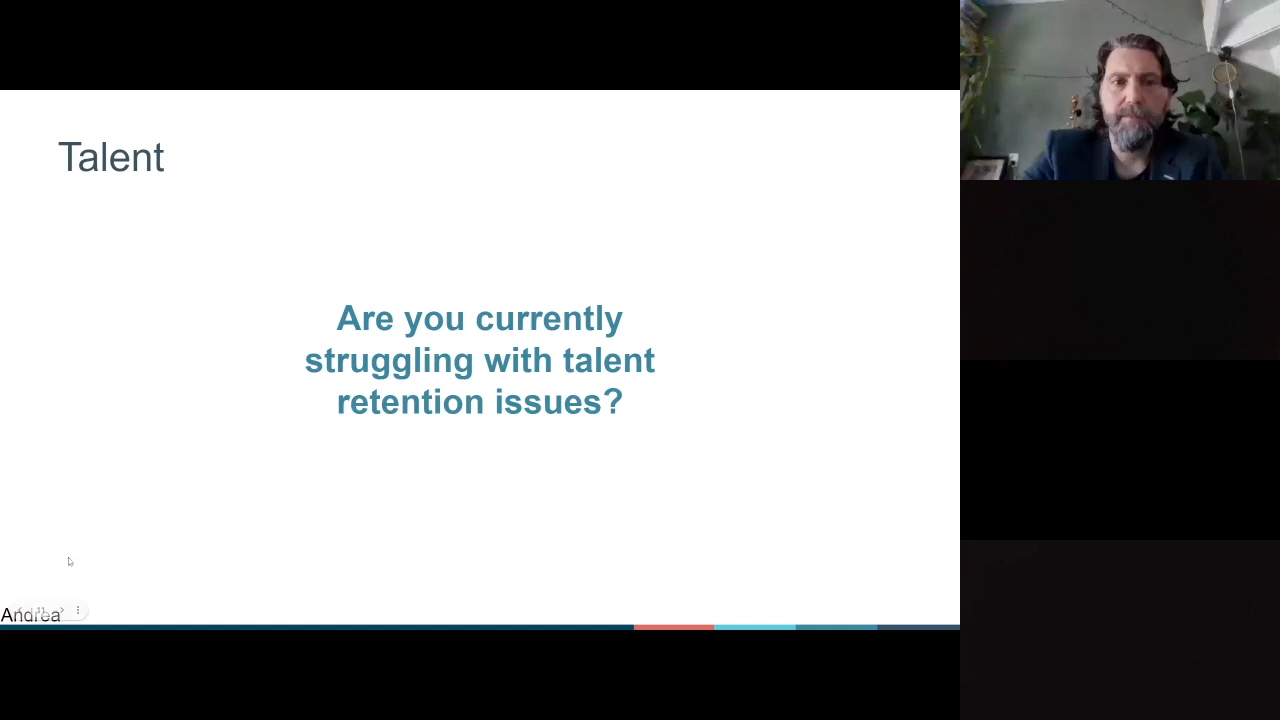 Talent
Are you currently
struggling with talent
retention issues?
Andrea